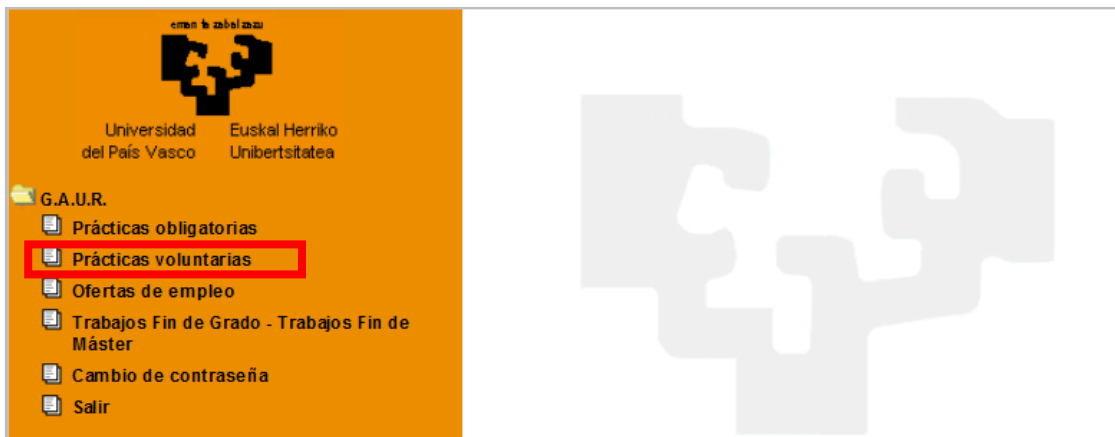 eman ta zabal zazu
Universidad Euskal Herriko
del País Vasco Unibertsitatea
G.A.U.R.
Prácticas obligatorias
Prácticas voluntarias
Ofertas de empleo
Trabajos Fin de Grado - Trabajos Fin de
Máster
Cambio de contraseña
Salir